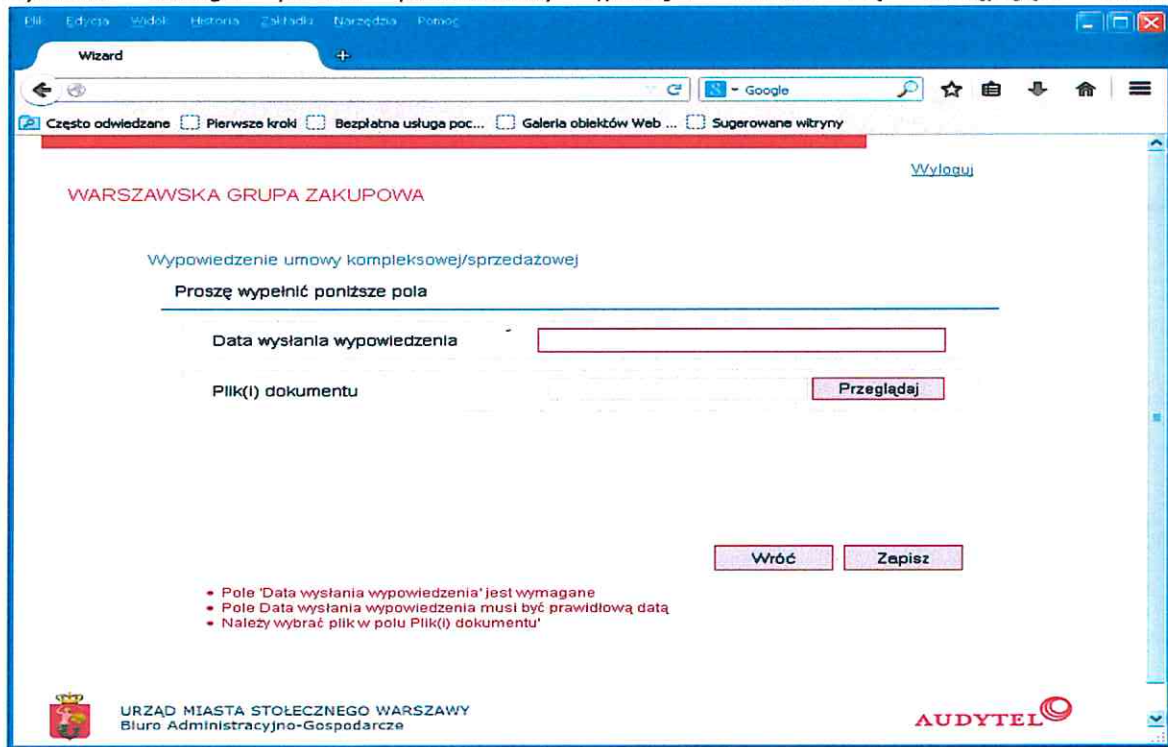 Plik Edycja Widok Historia Zakładki Narzędzia Pomoc
Wizard
Google
Często odwiedzane Pierwsze kroki Bezpłatna usługa poc... Galeria obiektów Web ... Sugerowane witryny
Wyloguj
WARSZAWSKA GRUPA ZAKUPOWA
Wypowiedzenie umowy kompleksowej/sprzedażowej
Proszę wypełnić poniższe pola
Data wysłania wypowiedzenia
Plik(i) dokumentu Przeglądaj
Wróć Zapisz
• Pole 'Data wysłania wypowiedzenia' jest wymagane
• Pole Data wysłania wypowiedzenia musi być prawidłową datą
• Należy wybrać plik w polu Plik(i) dokumentu'
URZĄD MIASTA STOŁECZNEGO WARSZAWY
Biuro Administracyjno-Gospodarcze
AUDYTEL